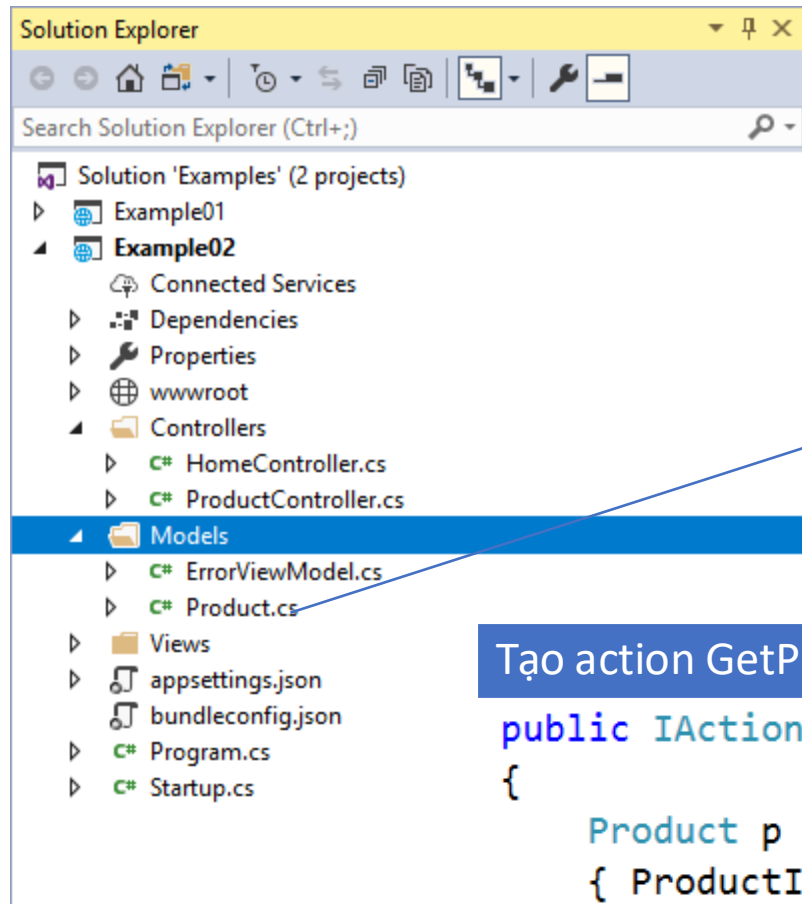 Solution Explorer
Search Solution Explorer (Ctrl+;)
Solution 'Examples' (2 projects)
Example01
Example02
Connected Services
Dependencies
Properties
wwwroot
Controllers
C# HomeController.cs
C# ProductController.cs
Models
C# ErrorViewModel.cs
C# Product.cs
Views
appsettings.json
bundleconfig.json
C# Program.cs
C# Startup.cs
Tạo action GetP
public IAction
{
Product p
{ ProductI